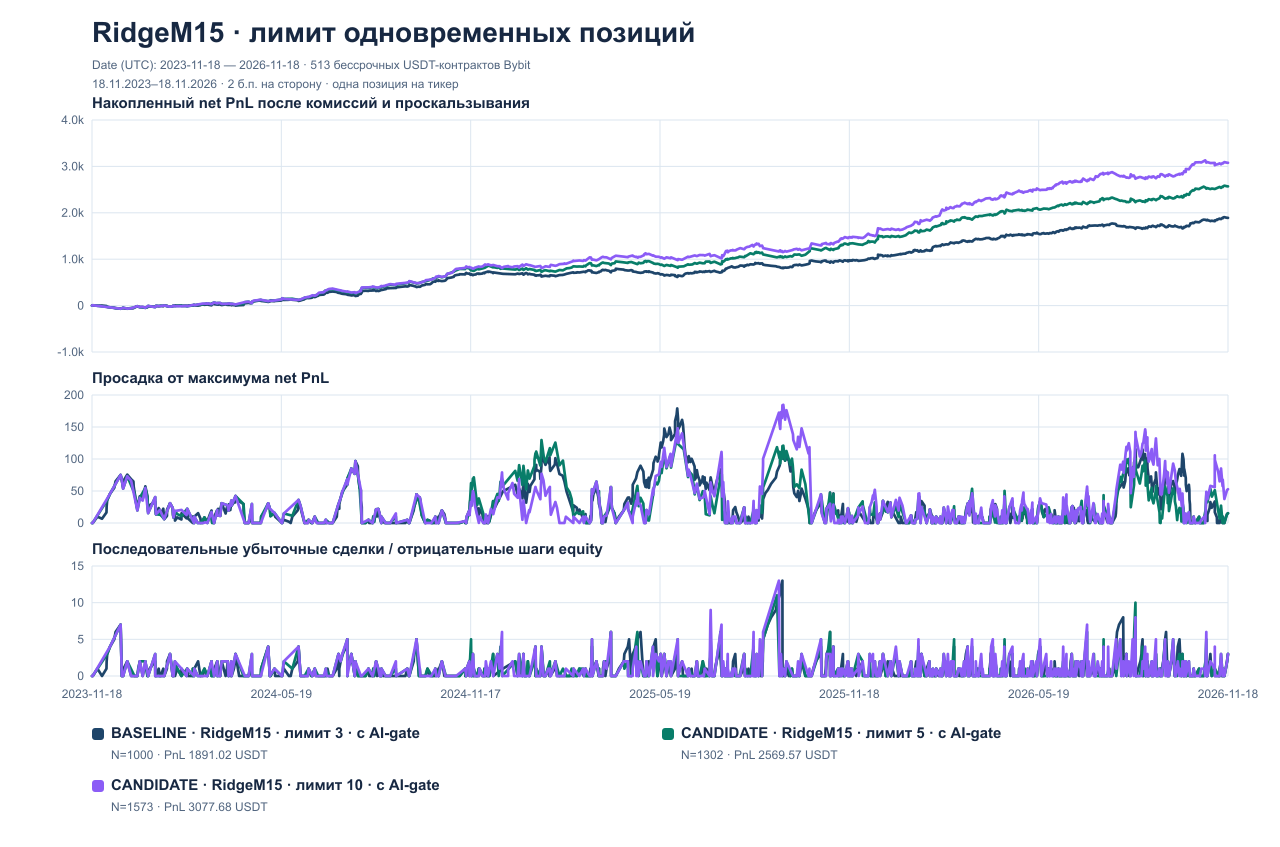 RidgeM15 · лимит одновременных позиций
Date (UTC): 2023-11-18 — 2026-11-18 · 513 бессрочных USDT-контрактов Bybit
18.11.2023–18.11.2026 · 2 б.п. на сторону · одна позиция на тикер
Накопленный net PnL после комиссий и проскальзывания
4.0k
3.0k
2.0k
1.0k
0
-1.0k
Просадка от максимума net PnL
200
150
100
50
0
Последовательные убыточные сделки / отрицательные шаги equity
15
10
5
0
2023-11-18 2024-05-19 2024-11-17 2025-05-19 2025-11-18 2026-05-19 2026-11-18
BASELINE · RidgeM15 · лимит 3 · с AI-gate
N=1000 · PnL 1891.02 USDT
CANDIDATE · RidgeM15 · лимит 5 · с AI-gate
N=1302 · PnL 2569.57 USDT
CANDIDATE · RidgeM15 · лимит 10 · с AI-gate
N=1573 · PnL 3077.68 USDT